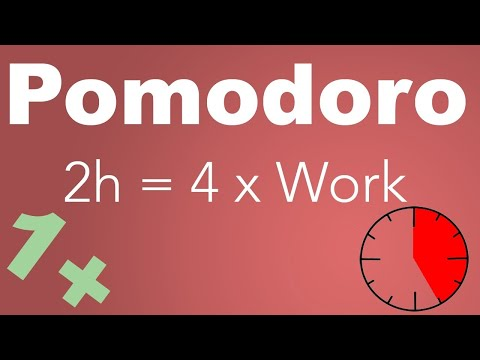 Pomodoro
2h = 4 x Work
1x